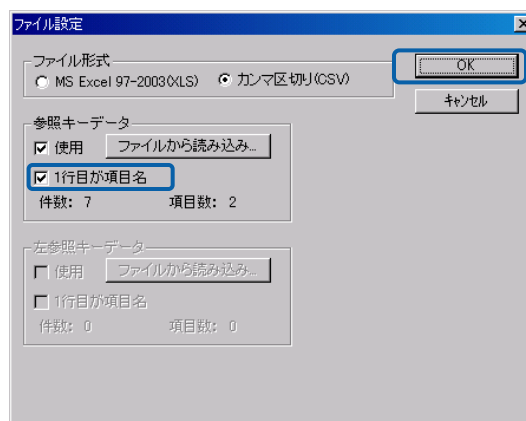 ファイル設定
ファイル形式
MS Excel 97-2003(XLS) カンマ区切り(CSV)
OK
キャンセル
参照キーデータ
使用 ファイルから読み込み...
1行目が項目名
件数: 7 項目数: 2
左参照キーデータ
使用 ファイルから読み込み...
1行目が項目名
件数: 0 項目数: 0